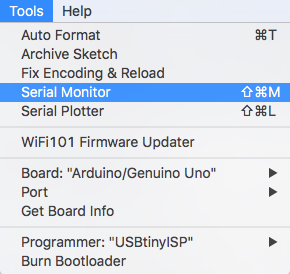 Tools Help
Auto Format ⌘T
Archive Sketch
Fix Encoding & Reload
Serial Monitor ⇧⌘M
Serial Plotter ⇧⌘L
WiFi101 Firmware Updater
Board: "Arduino/Genuino Uno"
Port
Get Board Info
Programmer: "USBtinyISP"
Burn Bootloader